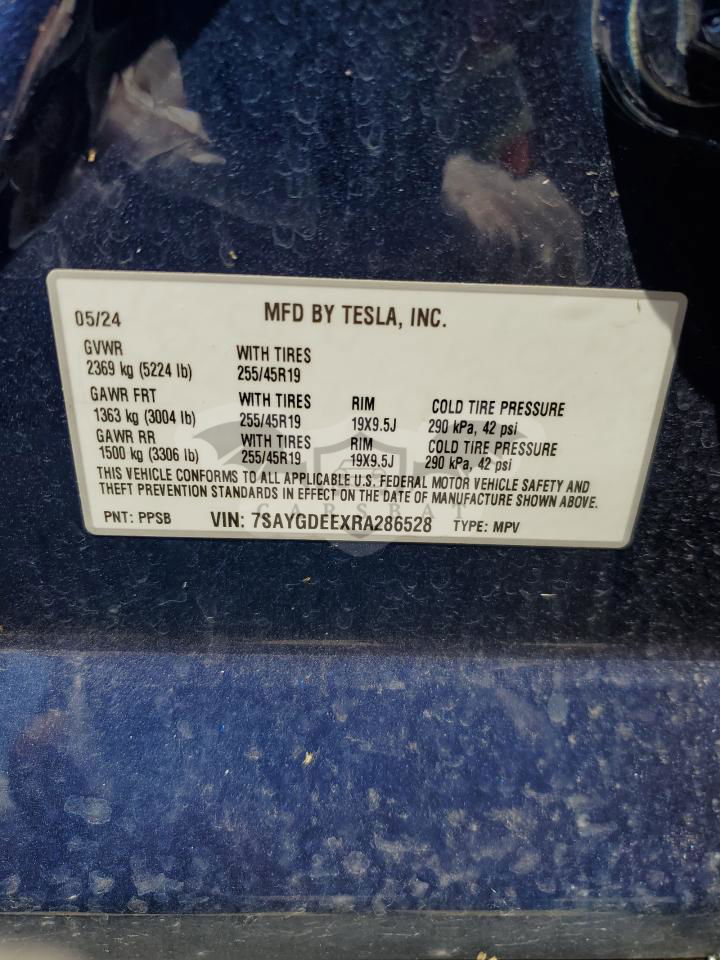 05/24 MFD BY TESLA, INC.
GVWR WITH TIRES
2369 kg (5224 lb) 255/45R19
GAWR FRT WITH TIRES RIM COLD TIRE PRESSURE
1363 kg (3004 lb) 255/45R19 19X9.5J 290 kPa, 42 psi
GAWR RR WITH TIRES RIM COLD TIRE PRESSURE
1500 kg (3306 lb) 255/45R19 19X9.5J 290 kPa, 42 psi
THIS VEHICLE CONFORMS TO ALL APPLICABLE U.S. FEDERAL MOTOR VEHICLE SAFETY AND
THEFT PREVENTION STANDARDS IN EFFECT ON THE DATE OF MANUFACTURE SHOWN ABOVE.
CARSBAT
PNT: PPSB VIN: 7SAYGDEEXRA286528 TYPE: MPV